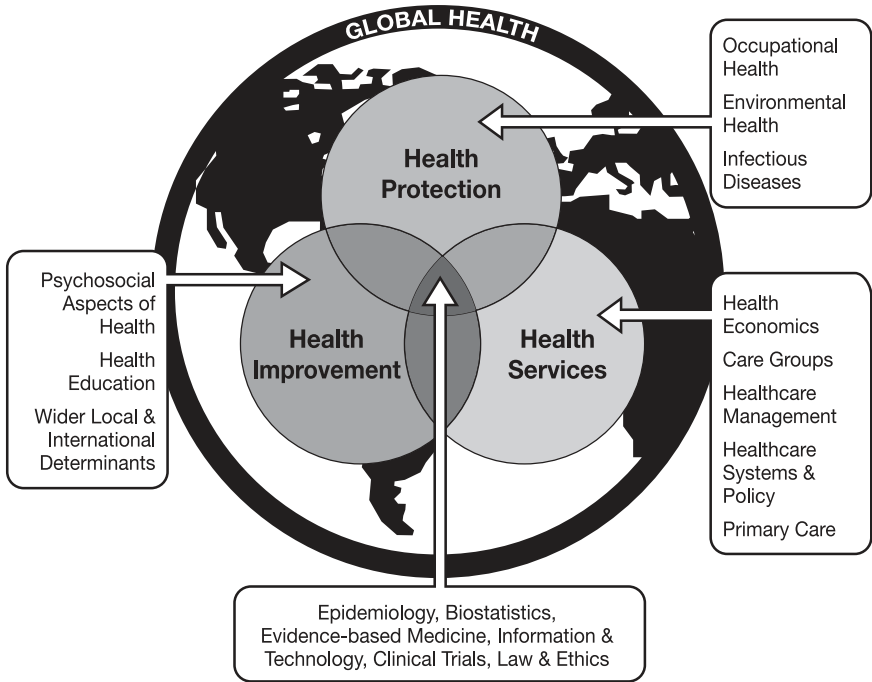 GLOBAL HEALTH
Occupational
Health
Environmental
Health
Infectious
Diseases
Health
Protection
Psychosocial
Aspects of
Health
Health
Education
Wider Local &
International
Determinants
Health
Improvement
Health
Services
Health
Economics
Care Groups
Healthcare
Management
Healthcare
Systems &
Policy
Primary Care
Epidemiology, Biostatistics,
Evidence-based Medicine, Information &
Technology, Clinical Trials, Law & Ethics